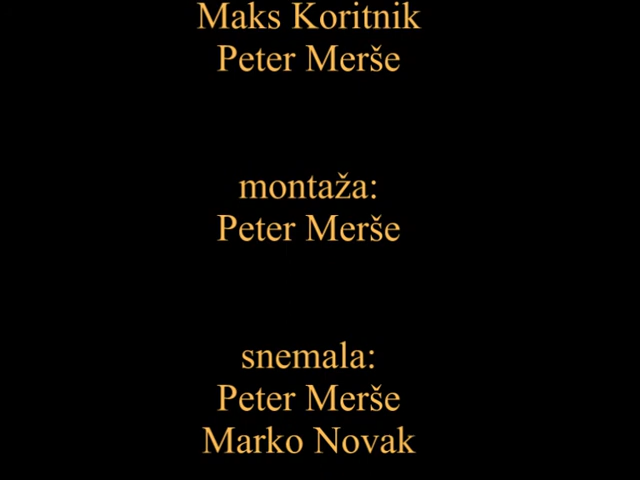 Maks Koritnik
Peter Merše
montaža:
Peter Merše
snemala:
Peter Merše
Marko Novak